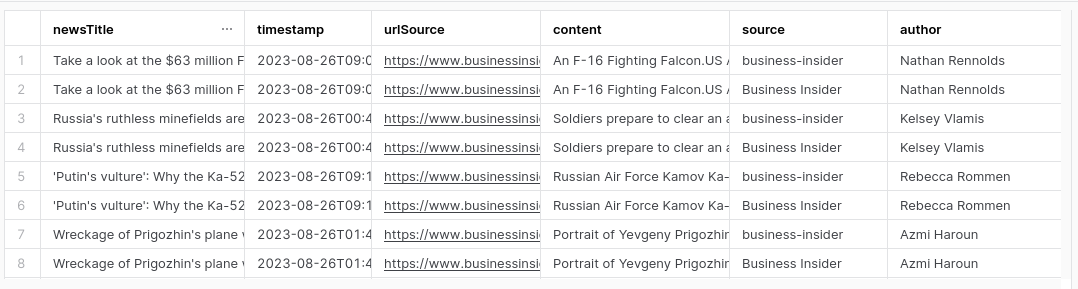 newsTitle ... timestamp urlSource content source author
1 Take a look at the $63 million F 2023-08-26T09:0 https://www.businessinsi An F-16 Fighting Falcon.US A business-insider Nathan Rennolds
2 Take a look at the $63 million F 2023-08-26T09:0 https://www.businessinsi An F-16 Fighting Falcon.US A Business Insider Nathan Rennolds
3 Russia's ruthless minefields are 2023-08-26T00:4 https://www.businessinsi Soldiers prepare to clear an a business-insider Kelsey Vlamis
4 Russia's ruthless minefields are 2023-08-26T00:4 https://www.businessinsi Soldiers prepare to clear an a Business Insider Kelsey Vlamis
5 'Putin's vulture': Why the Ka-52 2023-08-26T09:1 https://www.businessinsi Russian Air Force Kamov Ka- business-insider Rebecca Rommen
6 'Putin's vulture': Why the Ka-52 2023-08-26T09:1 https://www.businessinsi Russian Air Force Kamov Ka- Business Insider Rebecca Rommen
7 Wreckage of Prigozhin's plane 2023-08-26T01:4 https://www.businessinsi Portrait of Yevgeny Prigozhin business-insider Azmi Haroun
8 Wreckage of Prigozhin's plane 2023-08-26T01:4 https://www.businessinsi Portrait of Yevgeny Prigozhin Business Insider Azmi Haroun